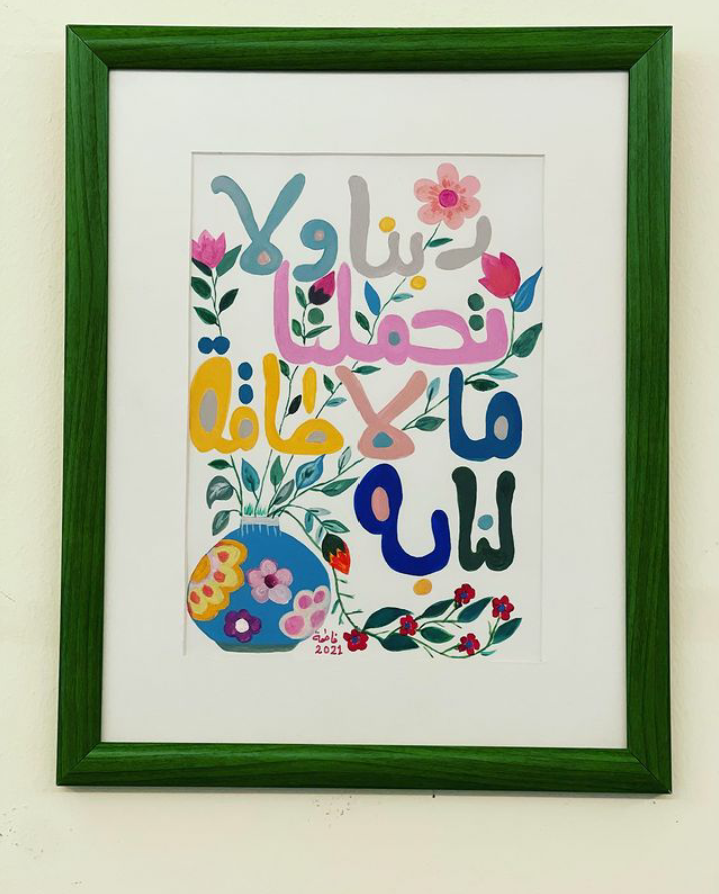 ربنا ولا
تحملنا
ما لا طاقة
لنا به
فاطمة
2021